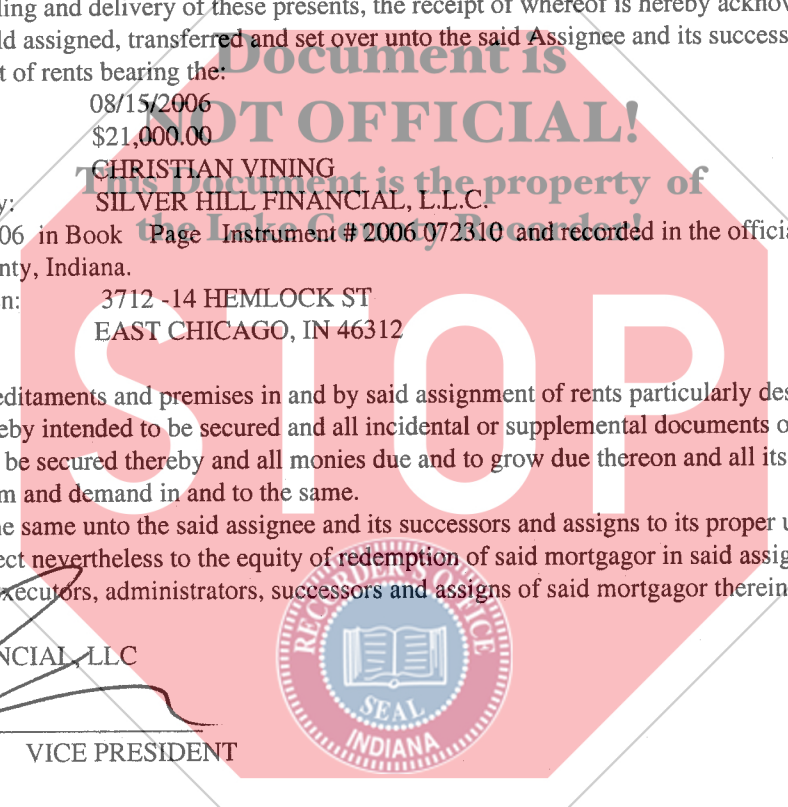 ling and delivery of these presents, the receipt of whereof is hereby acknow
ld assigned, transferred and set over unto the said Assignee and its success
t of rents bearing the:
Document is
08/15/2006
NOT OFFICIAL!
$21,000.00
CHRISTIAN VINING
This Document is the property of
y: SILVER HILL FINANCIAL, L.L.C.
the Lake County Recorder!
06 in Book Page Instrument # 2006 072310 and recorded in the officia
nty, Indiana.
n: 3712 -14 HEMLOCK ST
EAST CHICAGO, IN 46312
STOP
editaments and premises in and by said assignment of rents particularly des
eby intended to be secured and all incidental or supplemental documents o
be secured thereby and all monies due and to grow due thereon and all its
m and demand in and to the same.
e same unto the said assignee and its successors and assigns to its proper u
ect nevertheless to the equity of redemption of said mortgagor in said assig
xecutors, administrators, successors and assigns of said mortgagor therein
RECORDER'S OFFICE
SEAL
INDIANA
NCIAL, LLC
VICE PRESIDENT